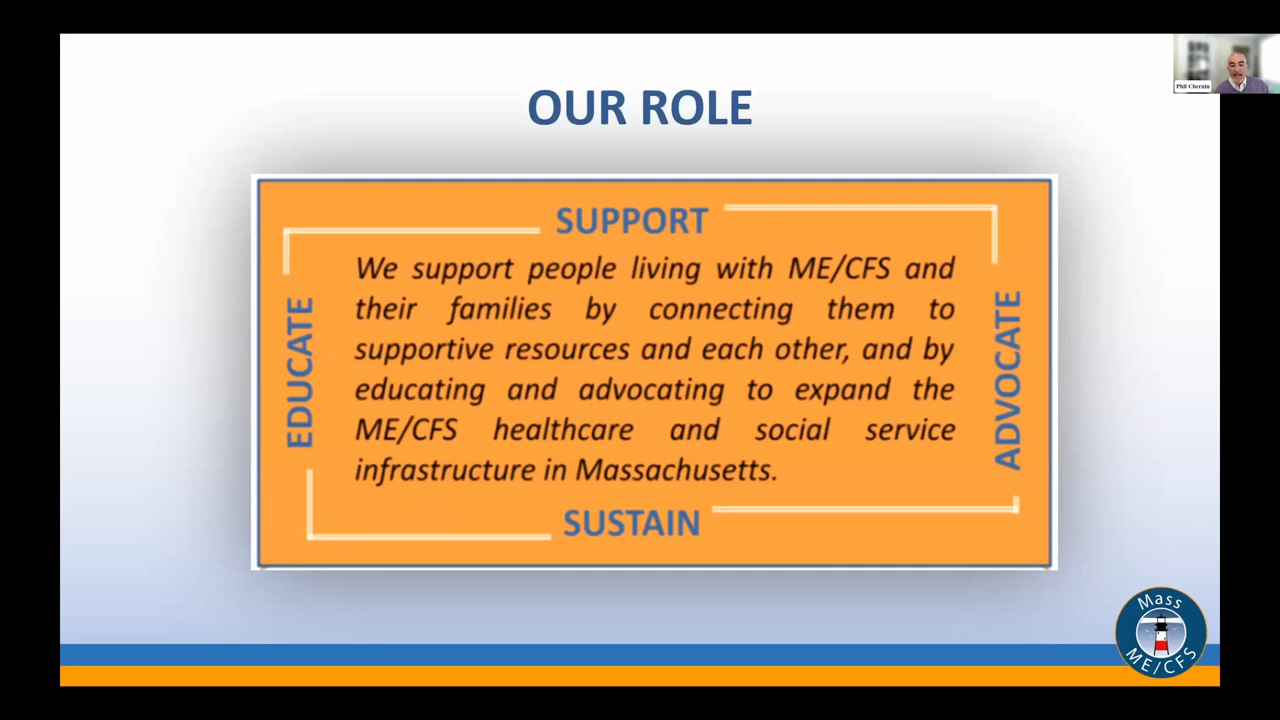 OUR ROLE
Phil Chernin
SUPPORT
EDUCATE
We support people living with ME/CFS and
their families by connecting them to
supportive resources and each other, and by
educating and advocating to expand the
ME/CFS healthcare and social service
infrastructure in Massachusetts.
ADVOCATE
SUSTAIN
Mass
ME/CFS